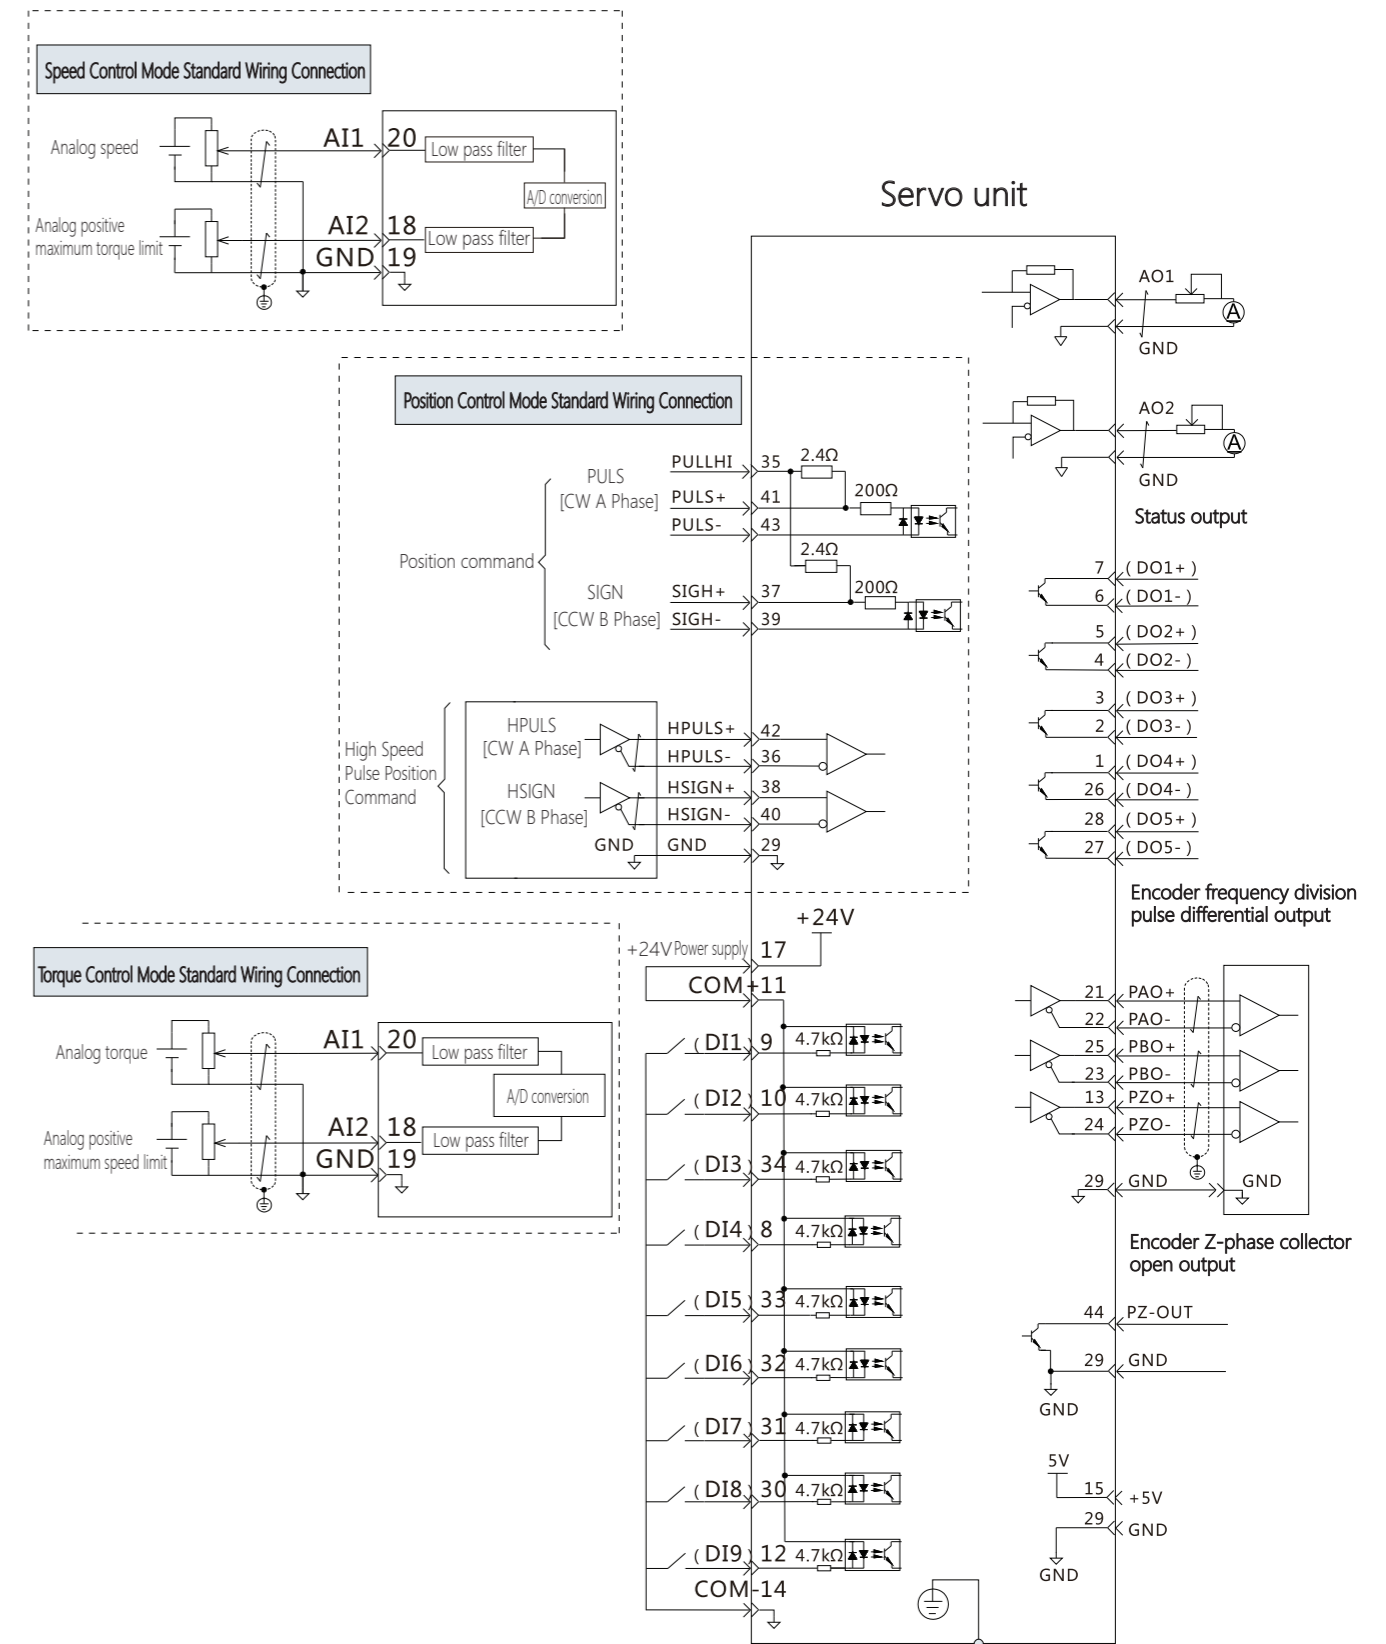 Speed Control Mode Standard Wiring Connection
Analog speed
AI1
20
Low pass filter
A/D conversion
Analog positive
maximum torque limit
AI2
18
Low pass filter
GND
19
Servo unit
AO1
A
GND
AO2
A
GND
Status output
Position Control Mode Standard Wiring Connection
Position command
PULS
[CW A Phase]
PULLHI
35
2.4Ω
PULS+
41
200Ω
PULS-
43
2.4Ω
SIGN
[CCW B Phase]
SIGH+
37
200Ω
SIGH-
39
High Speed
Pulse Position
Command
HPULS
[CW A Phase]
HPULS+
42
HPULS-
36
HSIGN
[CCW B Phase]
HSIGN+
38
HSIGN-
40
GND
GND
29
7
(DO1+)
6
(DO1-)
5
(DO2+)
4
(DO2-)
3
(DO3+)
2
(DO3-)
1
(DO4+)
26
(DO4-)
28
(DO5+)
27
(DO5-)
Encoder frequency division
pulse differential output
21
PAO+
22
PAO-
25
PBO+
23
PBO-
13
PZO+
24
PZO-
29
GND
GND
Encoder Z-phase collector
open output
44
PZ-OUT
29
GND
GND
5V
15
+5V
29
GND
GND
Torque Control Mode Standard Wiring Connection
Analog torque
AI1
20
Low pass filter
A/D conversion
Analog positive
maximum speed limit
AI2
18
Low pass filter
GND
19
+24V
+24V Power supply
17
COM+
11
(DI1)
9
4.7kΩ
(DI2)
10
4.7kΩ
(DI3)
34
4.7kΩ
(DI4)
8
4.7kΩ
(DI5)
33
4.7kΩ
(DI6)
32
4.7kΩ
(DI7)
31
4.7kΩ
(DI8)
30
4.7kΩ
(DI9)
12
4.7kΩ
COM-
14